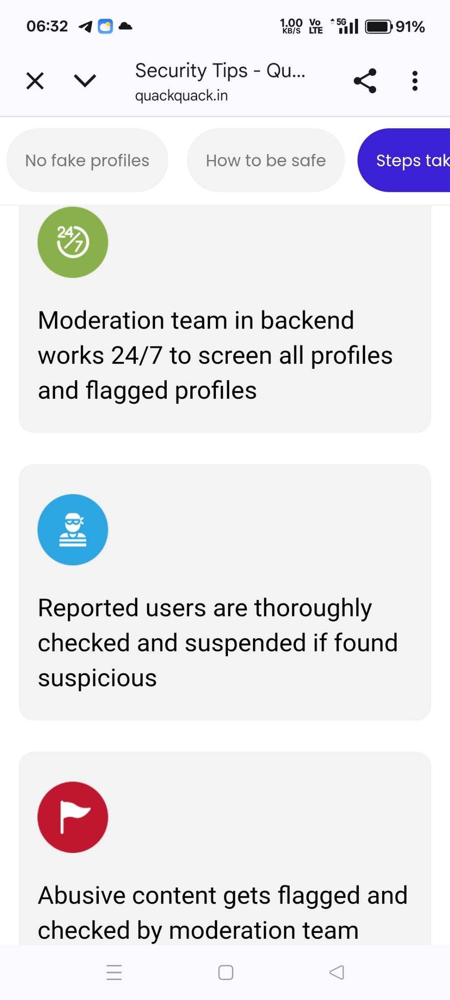 06:32
1.00 KB/S Vo LTE 5G 91%
Security Tips - Qu...
quackquack.in
No fake profiles
How to be safe
Steps tak
24/7
Moderation team in backend
works 24/7 to screen all profiles
and flagged profiles
Reported users are thoroughly
checked and suspended if found
suspicious
Abusive content gets flagged and
checked by moderation team